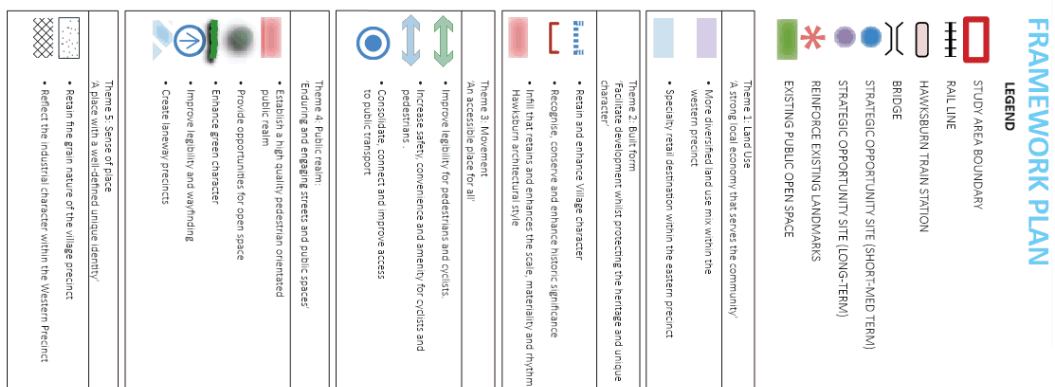 FRAMEWORK PLAN
LEGEND
STUDY AREA BOUNDARY
RAIL LINE
HAWKSBURN TRAIN STATION
BRIDGE
STRATEGIC OPPORTUNITY SITE (SHORT-MED TERM)
STRATEGIC OPPORTUNITY SITE (LONG-TERM)
REINFORCE EXISTING LANDMARKS
EXISTING PUBLIC OPEN SPACE
Theme 1: Land Use
'A strong local economy that serves the community'
• More diversified land use mix within the
western precinct
• Specialty retail destination within the eastern precinct
Theme 2: Built form
'Facilitate development whilst protecting the heritage and unique
character'
• Retain and enhance Village character
• Recognise, conserve and enhance historic significance
• Infill that retains and enhances the scale, materiality and rhythm
Hawksburn architectural style
Theme 3: Movement
'An accessible place for all'
• Improve legibility for pedestrians and cyclists.
• Increase safety, convenience and amenity for cyclists and
pedestrians .
• Consolidate, connect and improve access
to public transport
Theme 4: Public realm:
'Enduring and engaging streets and public spaces'
• Establish a high quality pedestrian orientated
public realm
• Provide opportunities for open space
• Enhance green character
• Improve legibility and wayfinding
• Create laneway precincts
Theme 5: Sense of place
'A place with a well-defined unique identity'
• Retain fine grain nature of the village precinct
• Reflect the industrial character within the Western Precinct